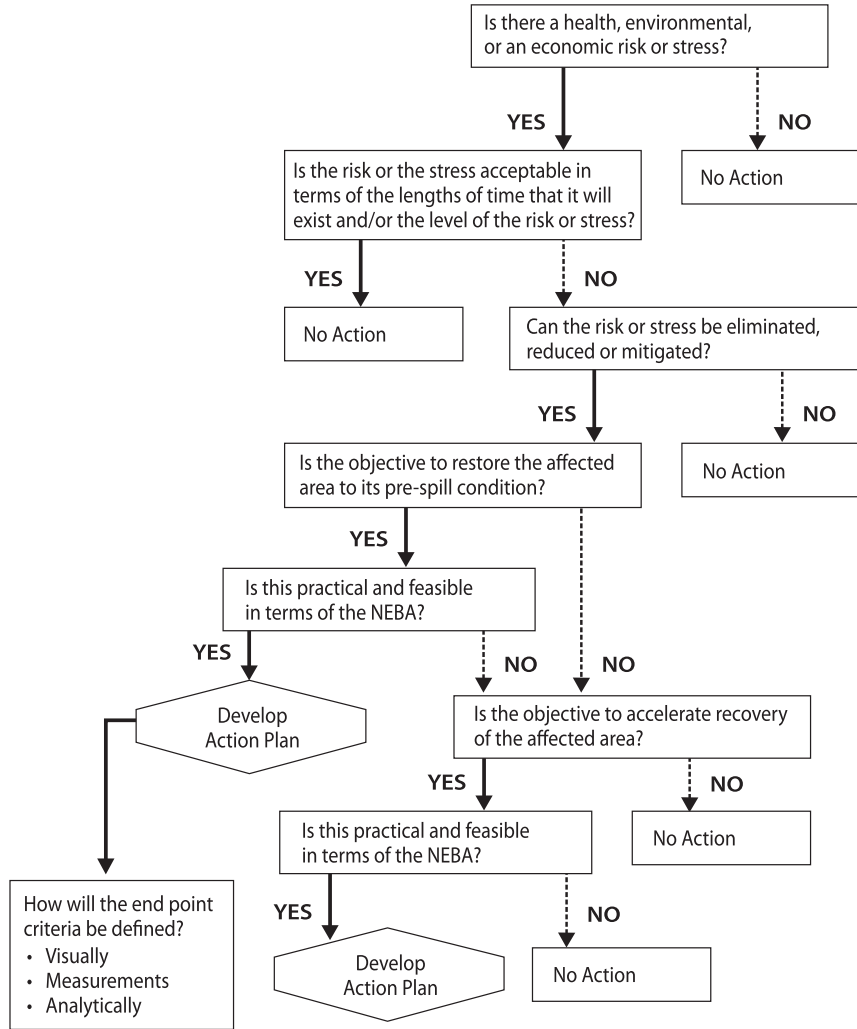 Is there a health, environmental,
or an economic risk or stress?
YES
NO
Is the risk or the stress acceptable in
terms of the lengths of time that it will
exist and/or the level of the risk or stress?
No Action
YES
NO
No Action
Can the risk or stress be eliminated,
reduced or mitigated?
YES
NO
Is the objective to restore the affected
area to its pre-spill condition?
No Action
YES
Is this practical and feasible
in terms of the NEBA?
YES
NO
NO
Develop
Action Plan
Is the objective to accelerate recovery
of the affected area?
YES
NO
Is this practical and feasible
in terms of the NEBA?
No Action
How will the end point
criteria be defined?
• Visually
• Measurements
• Analytically
YES
NO
Develop
Action Plan
No Action